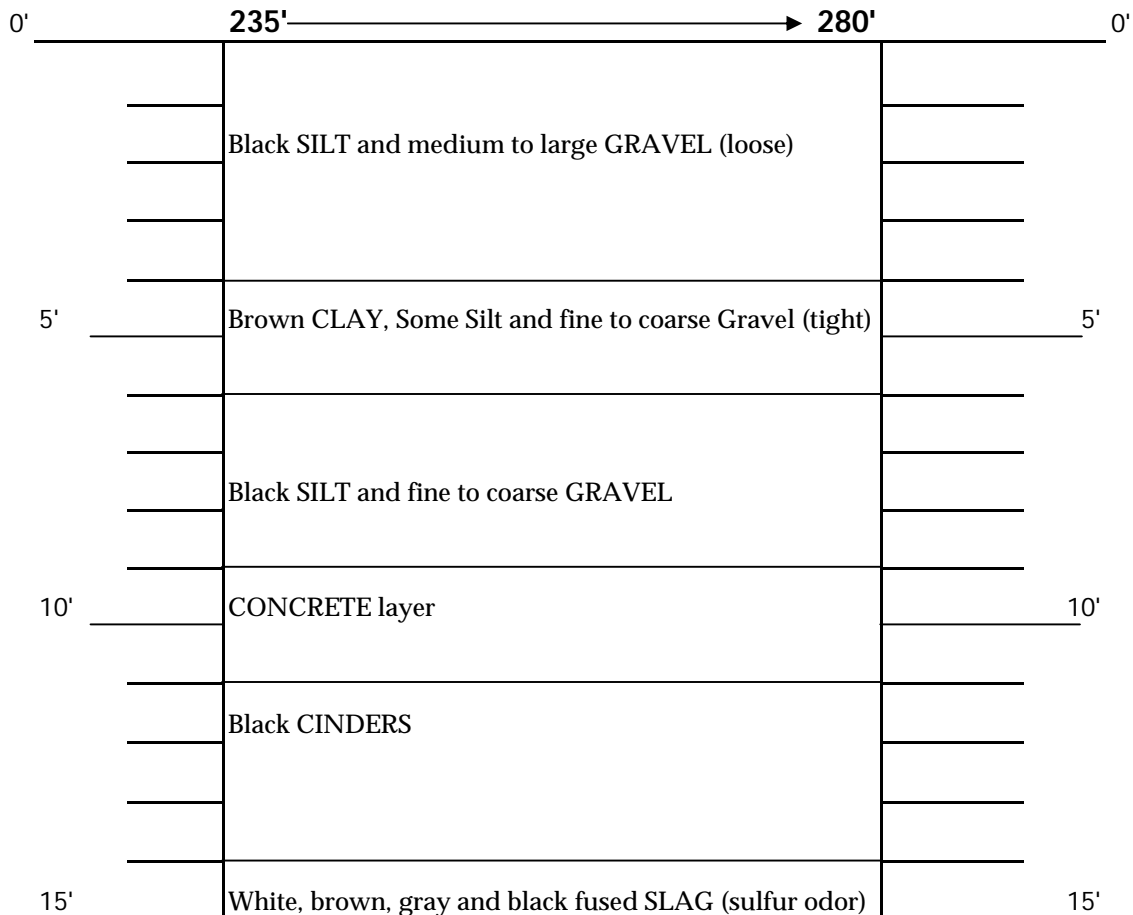 0' 235' 280' 0'
Black SILT and medium to large GRAVEL (loose)
5' Brown CLAY, Some Silt and fine to coarse Gravel (tight) 5'
Black SILT and fine to coarse GRAVEL
10' CONCRETE layer 10'
Black CINDERS
15' White, brown, gray and black fused SLAG (sulfur odor) 15'